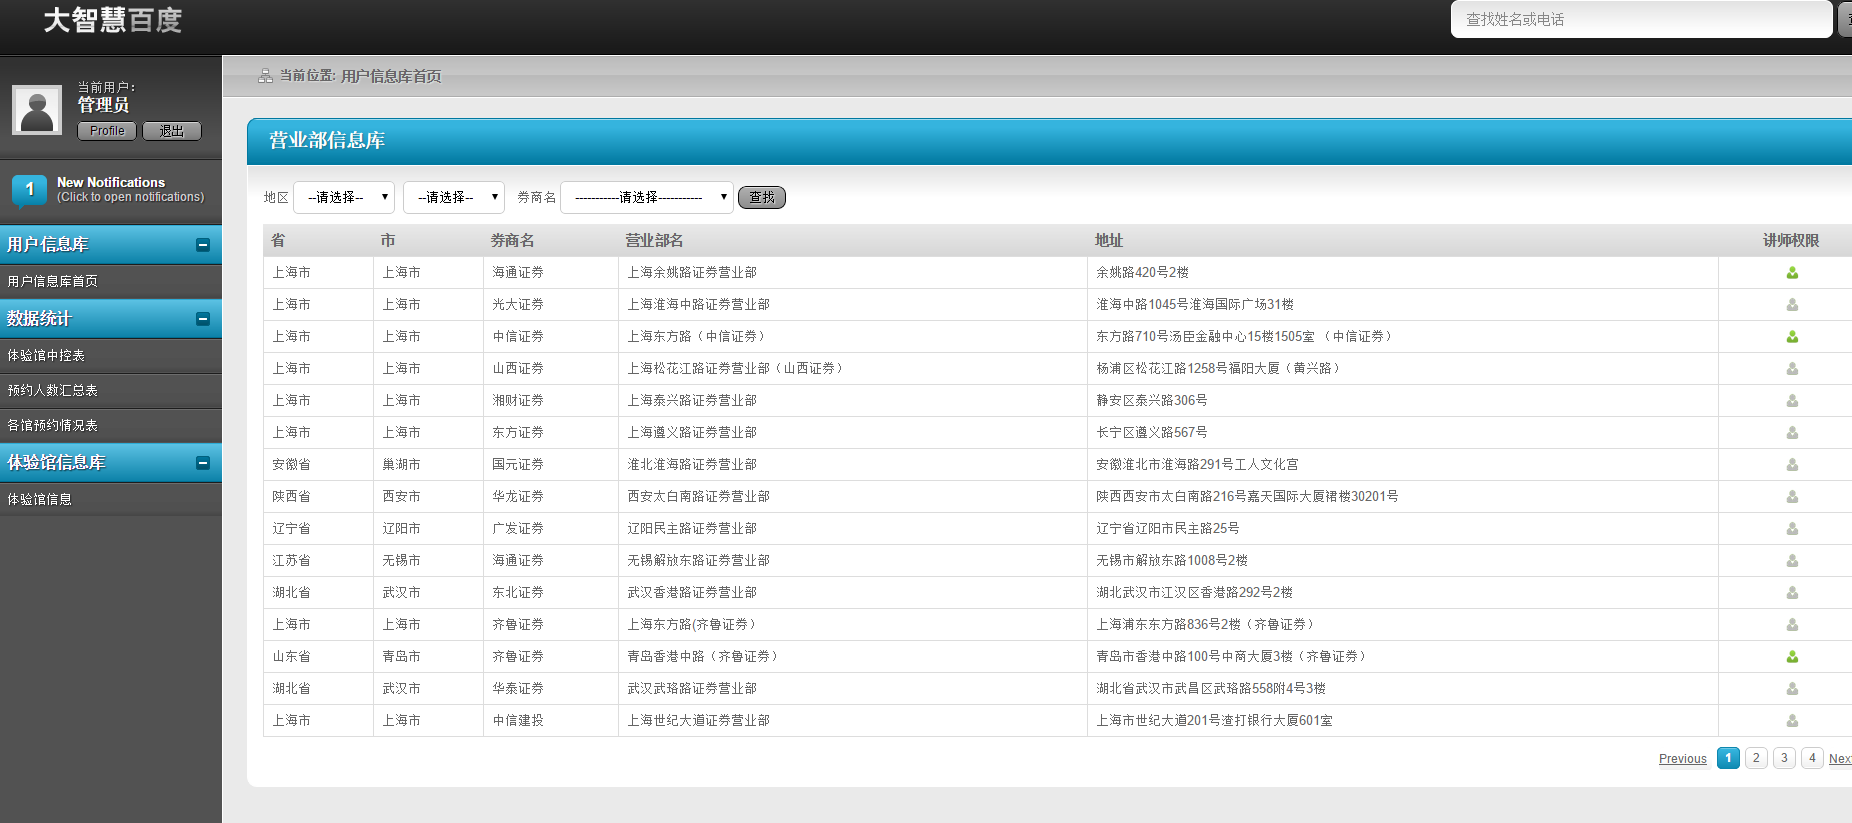 大智慧百度
查找姓名或电话
当前用户：
管理员
Profile 退出
1 New Notifications
(Click to open notifications)
用户信息库
用户信息库首页
数据统计
体验馆中控表
预约人数汇总表
各馆预约情况表
体验馆信息库
体验馆信息
当前位置: 用户信息库首页
营业部信息库
地区 --请选择-- --请选择-- 券商名 -----------请选择----------- 查找
省 市 券商名 营业部名 地址 讲师权限
上海市 上海市 海通证券 上海余姚路证券营业部 余姚路420号2楼
上海市 上海市 光大证券 上海淮海中路证券营业部 淮海中路1045号淮海国际广场31楼
上海市 上海市 中信证券 上海东方路（中信证券） 东方路710号汤臣金融中心15楼1505室 （中信证券）
上海市 上海市 山西证券 上海松花江路证券营业部（山西证券） 杨浦区松花江路1258号福阳大厦（黄兴路）
上海市 上海市 湘财证券 上海泰兴路证券营业部 静安区泰兴路306号
上海市 上海市 东方证券 上海遵义路证券营业部 长宁区遵义路567号
安徽省 巢湖市 国元证券 淮北淮海路证券营业部 安徽淮北市淮海路291号工人文化宫
陕西省 西安市 华龙证券 西安太白南路证券营业部 陕西西安市太白南路216号嘉天国际大厦裙楼30201号
辽宁省 辽阳市 广发证券 辽阳民主路证券营业部 辽宁省辽阳市民主路25号
江苏省 无锡市 海通证券 无锡解放东路证券营业部 无锡市解放东路1008号2楼
湖北省 武汉市 东北证券 武汉香港路证券营业部 湖北武汉市江汉区香港路292号2楼
上海市 上海市 齐鲁证券 上海东方路(齐鲁证券） 上海浦东东方路836号2楼（齐鲁证券）
山东省 青岛市 齐鲁证券 青岛香港中路（齐鲁证券） 青岛市香港中路100号中商大厦3楼（齐鲁证券）
湖北省 武汉市 华泰证券 武汉武珞路证券营业部 湖北省武汉市武昌区武珞路558附4号3楼
上海市 上海市 中信建投 上海世纪大道证券营业部 上海市世纪大道201号渣打银行大厦601室
Previous 1 2 3 4 Next